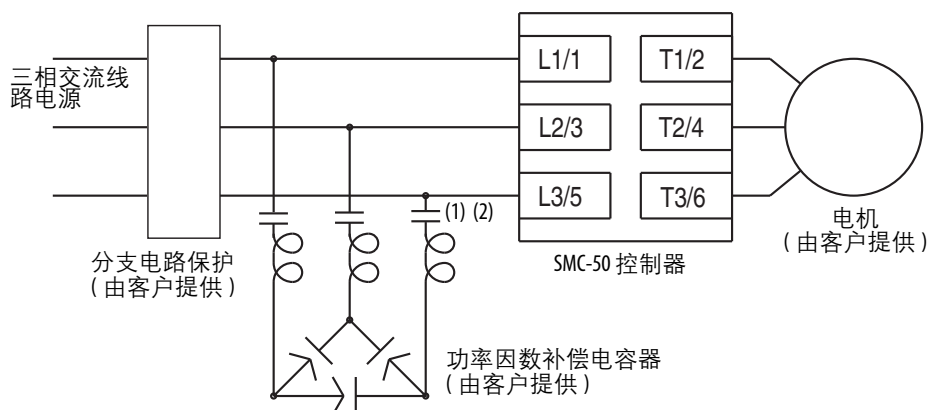 三相交流线
路电源
L1/1
T1/2
L2/3
T2/4
L3/5
T3/6
(1) (2)
分支电路保护
(由客户提供)
SMC-50 控制器
电机
(由客户提供)
功率因数补偿电容器
(由客户提供)